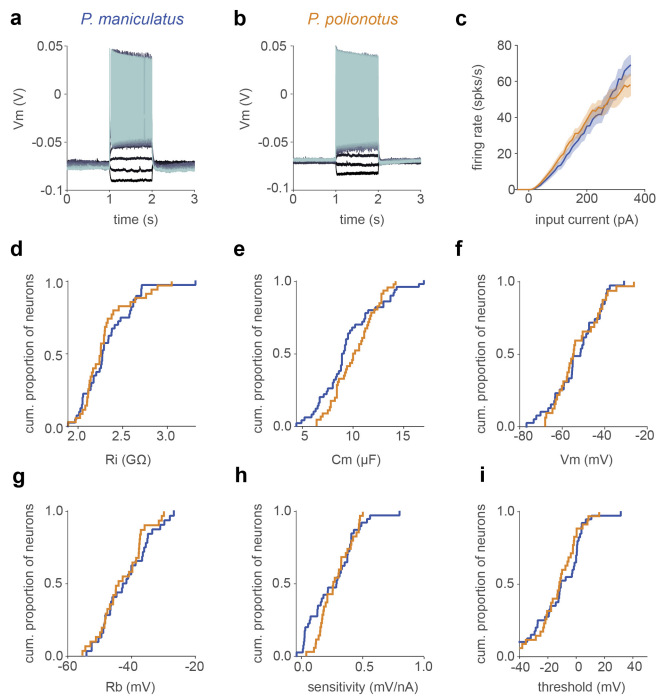 a P. maniculatus
b P. polionotus
c
0.05
0
-0.05
-0.1
Vm (V)
0 1 2 3
time (s)
0.05
0
-0.05
-0.1
Vm (V)
0 1 2 3
time (s)
80
60
40
20
0
firing rate (spks/s)
200 400
input current (pA)
d
1.0
0.5
0.0
cum. proportion of neurons
2.0 2.5 3.0
Ri (GΩ)
e
1.0
0.5
0.0
cum. proportion of neurons
5 10 15
Cm (µF)
f
1.0
0.5
0.0
cum. proportion of neurons
-80 -60 -40 -20
Vm (mV)
g
1.0
0.5
0.0
cum. proportion of neurons
-60 -40 -20
Rb (mV)
h
1.0
0.5
0.0
cum. proportion of neurons
0.0 0.5 1.0
sensitivity (mV/nA)
i
1.0
0.5
0.0
cum. proportion of neurons
-40 -20 0 20 40
threshold (mV)